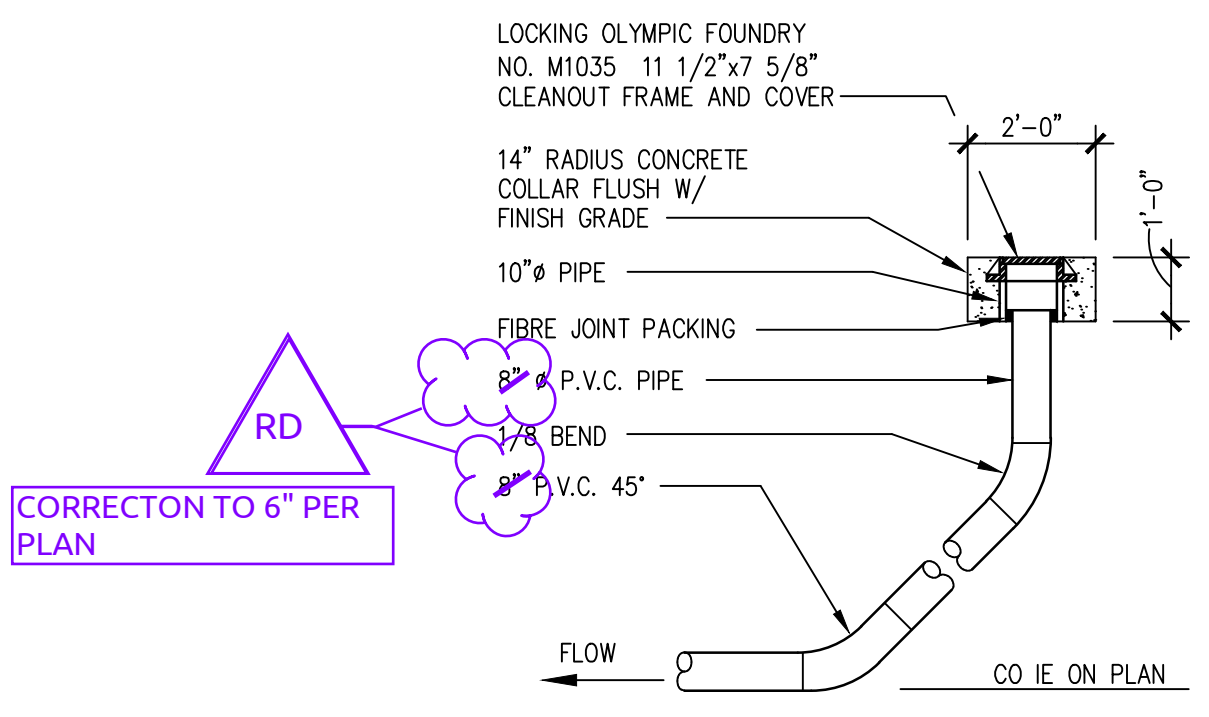 LOCKING OLYMPIC FOUNDRY
NO. M1035 11 1/2"x7 5/8"
CLEANOUT FRAME AND COVER
2'-0"
14" RADIUS CONCRETE
COLLAR FLUSH W/
FINISH GRADE
1'-0"
10"ø PIPE
FIBRE JOINT PACKING
8" ø P.V.C. PIPE
RD
1/8 BEND
8" P.V.C. 45°
CORRECTON TO 6" PER
PLAN
FLOW
CO IE ON PLAN